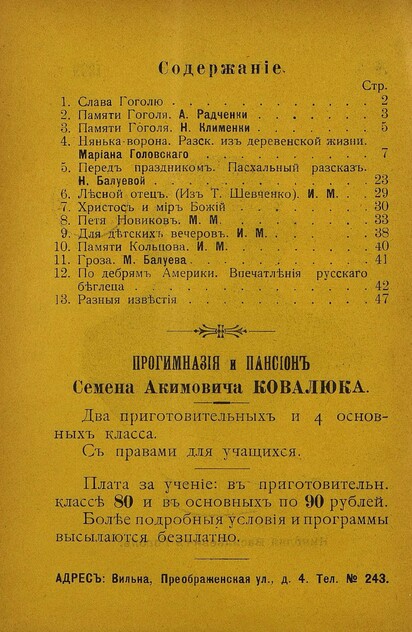 Содержаніе.
Стр.
1. Слава Гоголю . . . . . . . . . . . . . 2
2. Памяти Гоголя. А. Радченки . . . . . . . 3
3. Памяти Гоголя. Н. Клименки . . . . . . . 5
4. Нянька-ворона. Разск. изъ деревенской жизни.
Маріана Головскаго . . . . . . . . . . 7
5. Передъ праздникомъ. Пасхальный разсказъ.
Н. Балуевой . . . . . . . . . . . . . 23
6. Лѣсной отецъ. (Изъ Т. Шевченко). И. М. . . 29
7. Христосъ и міръ Божій . . . . . . . . . 30
8. Петя Новиковъ. М. М. . . . . . . . . . 33
9. Для дѣтскихъ вечеровъ. И. М. . . . . . . 38
10. Памяти Кольцова. И. М. . . . . . . . . 40
11. Гроза. М. Балуева . . . . . . . . . . . 41
12. По дебрямъ Америки. Впечатлѣнія русскаго
бѣглеца . . . . . . . . . . . . . . . 42
13. Разныя извѣстія . . . . . . . . . . . . 47
ПРОГИМНАЗІЯ и ПАНСІОНЪ
Семена Акимовича КОВАЛЮКА.
Два приготовительныхъ и 4 основ-
ныхъ класса.
Съ правами для учащихся.
Плата за ученіе: въ приготовительн.
классѣ 80 и въ основныхъ по 90 рублей.
Болѣе подробныя условія и программы
высылаются безплатно.
АДРЕСЪ: Вильна, Преображенская ул., д. 4. Тел. № 243.